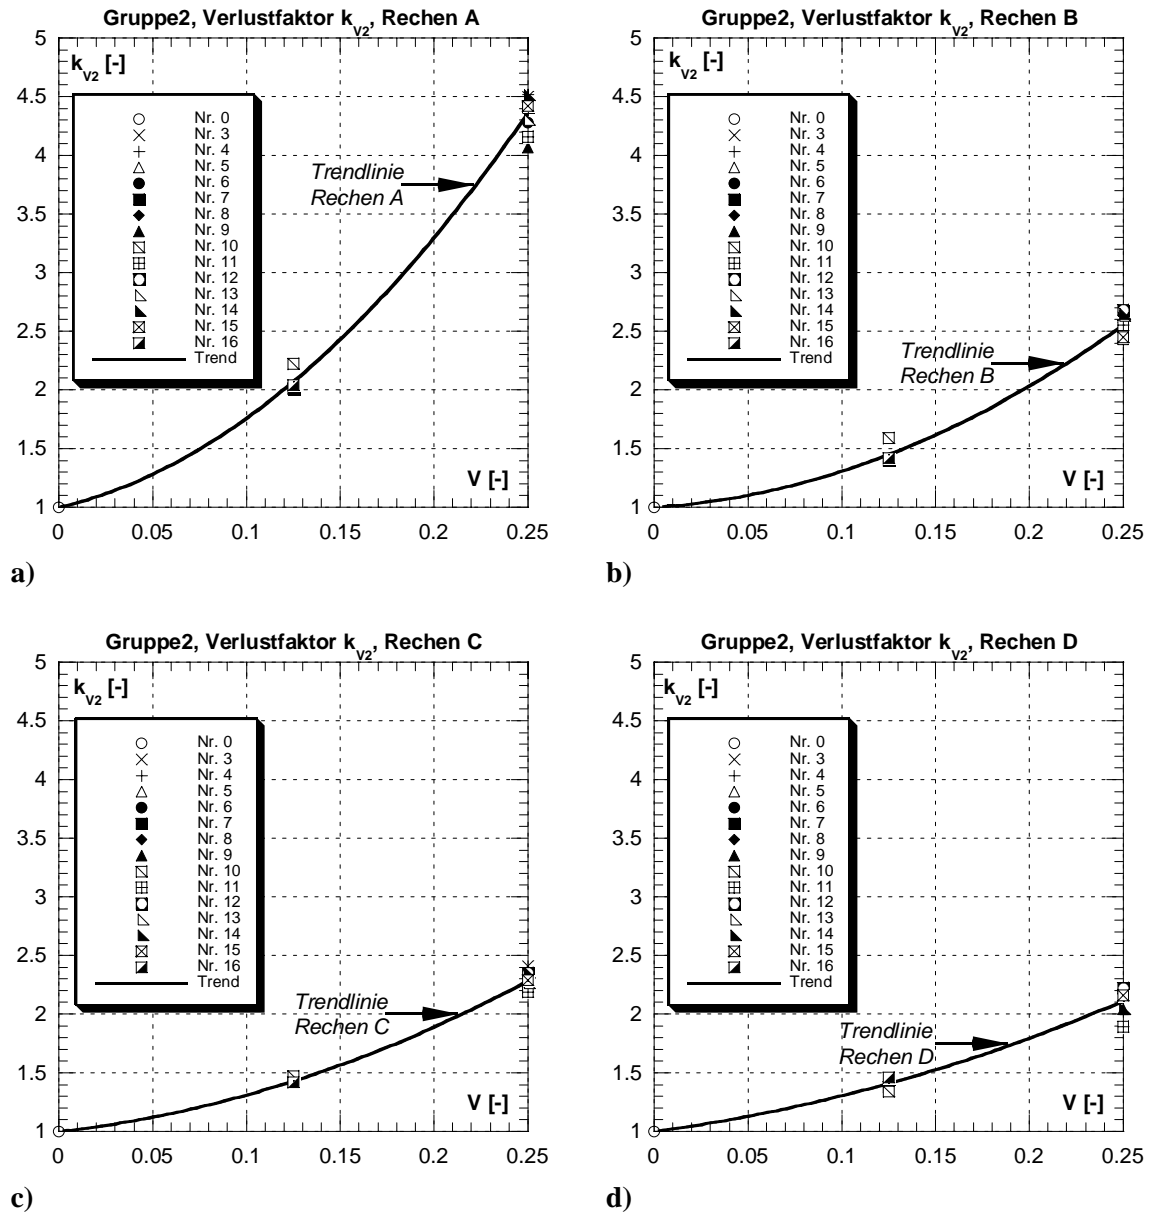 Gruppe2, Verlustfaktor k_V2, Rechen A
5
4.5
4
3.5
3
2.5
2
1.5
1
k_V2 [-]
Nr. 0
Nr. 3
Nr. 4
Nr. 5
Nr. 6
Nr. 7
Nr. 8
Nr. 9
Nr. 10
Nr. 11
Nr. 12
Nr. 13
Nr. 14
Nr. 15
Nr. 16
Trend
Trendlinie
Rechen A
V [-]
0 0.05 0.1 0.15 0.2 0.25
a)
Gruppe2, Verlustfaktor k_V2, Rechen B
5
4.5
4
3.5
3
2.5
2
1.5
1
k_V2 [-]
Nr. 0
Nr. 3
Nr. 4
Nr. 5
Nr. 6
Nr. 7
Nr. 8
Nr. 9
Nr. 10
Nr. 11
Nr. 12
Nr. 13
Nr. 14
Nr. 15
Nr. 16
Trend
Trendlinie
Rechen B
V [-]
0 0.05 0.1 0.15 0.2 0.25
b)
Gruppe2, Verlustfaktor k_V2, Rechen C
5
4.5
4
3.5
3
2.5
2
1.5
1
k_V2 [-]
Nr. 0
Nr. 3
Nr. 4
Nr. 5
Nr. 6
Nr. 7
Nr. 8
Nr. 9
Nr. 10
Nr. 11
Nr. 12
Nr. 13
Nr. 14
Nr. 15
Nr. 16
Trend
Trendlinie
Rechen C
V [-]
0 0.05 0.1 0.15 0.2 0.25
c)
Gruppe2, Verlustfaktor k_V2, Rechen D
5
4.5
4
3.5
3
2.5
2
1.5
1
k_V2 [-]
Nr. 0
Nr. 3
Nr. 4
Nr. 5
Nr. 6
Nr. 7
Nr. 8
Nr. 9
Nr. 10
Nr. 11
Nr. 12
Nr. 13
Nr. 14
Nr. 15
Nr. 16
Trend
Trendlinie
Rechen D
V [-]
0 0.05 0.1 0.15 0.2 0.25
d)